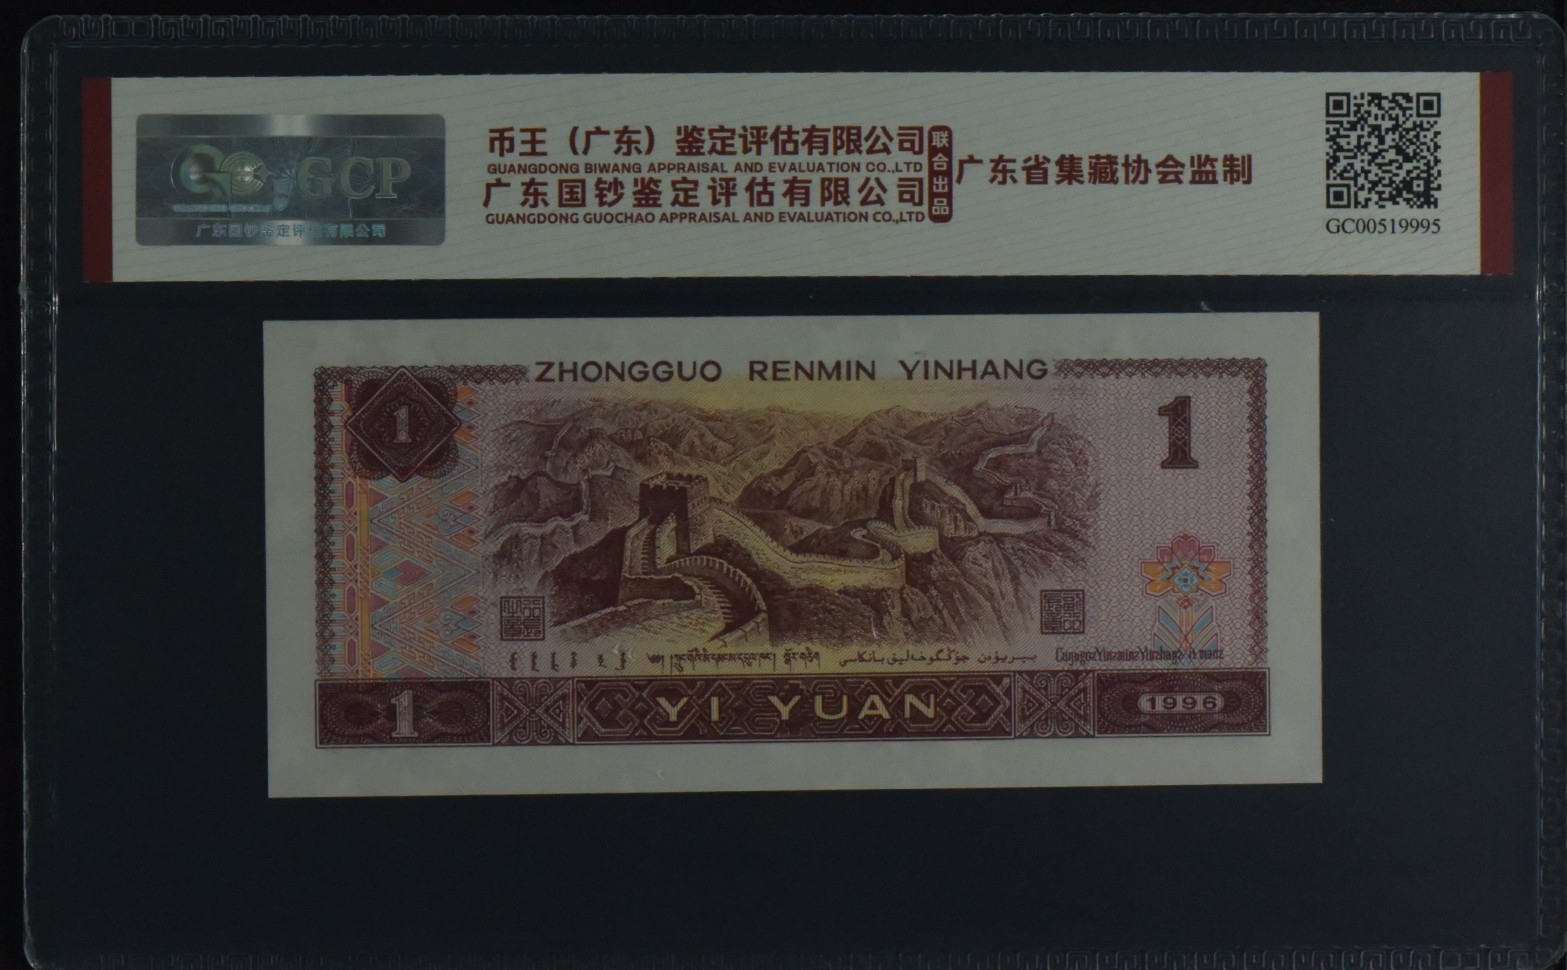 GCP
广东国钞鉴定评估有限公司
币王（广东）鉴定评估有限公司
GUANGDONG BIWANG APPRAISAL AND EVALUATION CO.,LTD
广东国钞鉴定评估有限公司
GUANGDONG GUOCHAO APPRAISAL AND EVALUATION CO.,LTD
联合出品
广东省集藏协会监制
GC00519995
ZHONGGUO RENMIN YINHANG
1
1
1
YI YUAN
1996